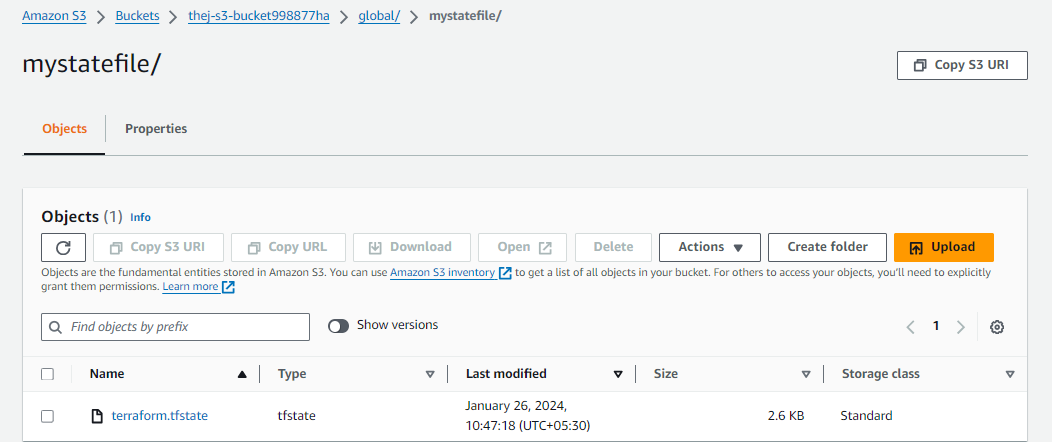 Amazon S3 > Buckets > thej-s3-bucket998877ha > global/ > mystatefile/
mystatefile/
Copy S3 URI
Objects Properties
Objects (1) Info
Copy S3 URI Copy URL Download Open Delete Actions Create folder Upload
Objects are the fundamental entities stored in Amazon S3. You can use Amazon S3 inventory to get a list of all objects in your bucket. For others to access your objects, you'll need to explicitly
grant them permissions. Learn more
Find objects by prefix Show versions 1
Name Type Last modified Size Storage class
terraform.tfstate tfstate January 26, 2024, 2.6 KB Standard
10:47:18 (UTC+05:30)